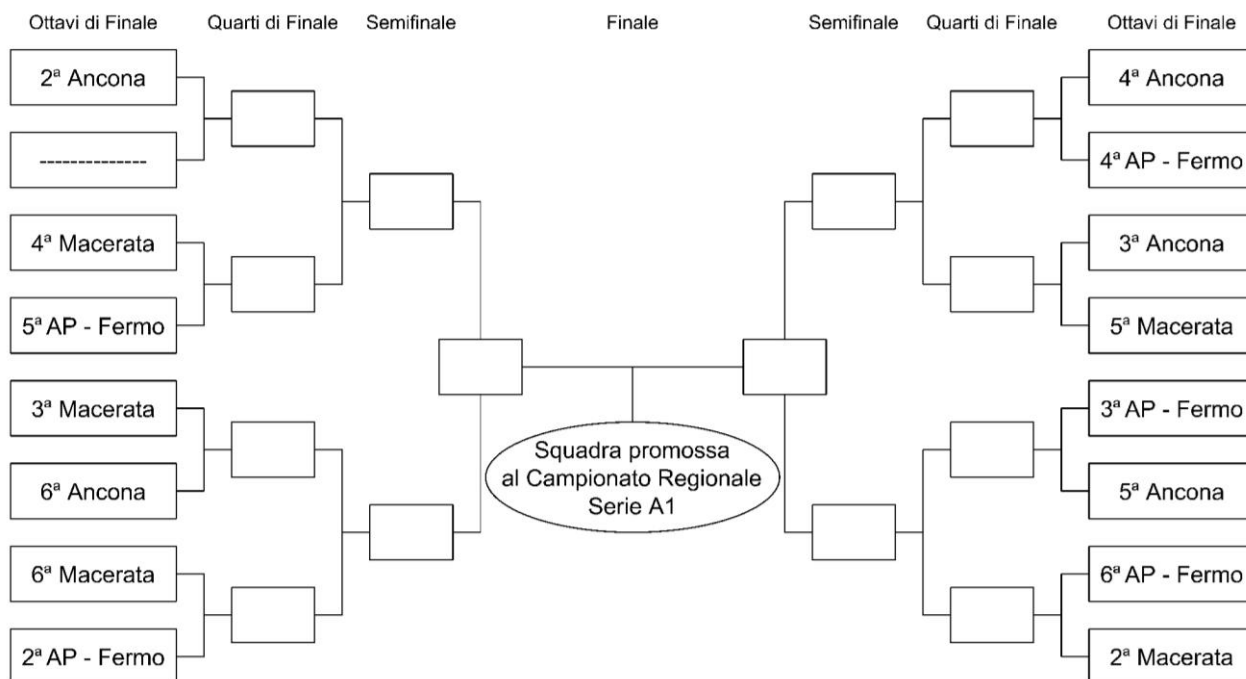 Ottavi di Finale
Quarti di Finale
Semifinale
Finale
Semifinale
Quarti di Finale
Ottavi di Finale
2ª Ancona
--------------
4ª Macerata
5ª AP - Fermo
3ª Macerata
6ª Ancona
6ª Macerata
2ª AP - Fermo
Squadra promossa
al Campionato Regionale
Serie A1
4ª Ancona
4ª AP - Fermo
3ª Ancona
5ª Macerata
3ª AP - Fermo
5ª Ancona
6ª AP - Fermo
2ª Macerata